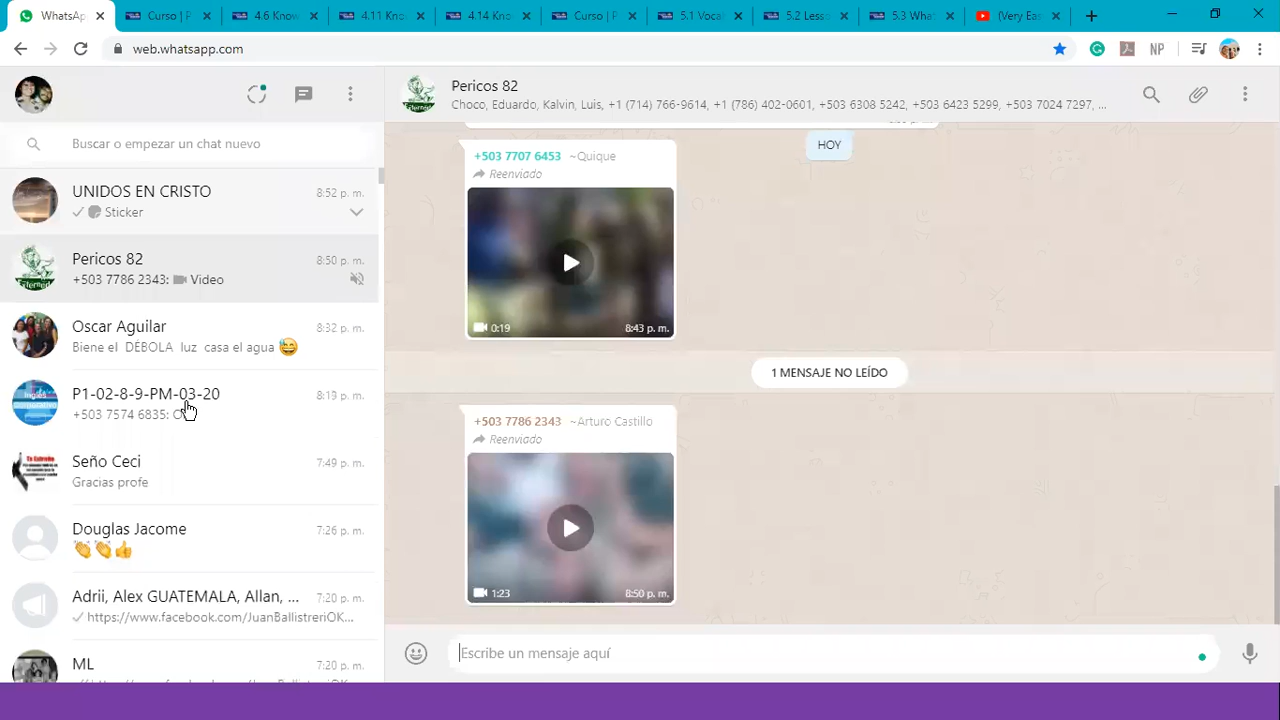 WhatsApp
Curso | P
4.6 Know
4.11 Kno
4.14 Kno
Curso | P
5.1 Voca
5.2 Less
5.3 What
(Very Eas
web.whatsapp.com
NP
Pericos 82
Choco, Eduardo, Kalvin, Luis, +1 (714) 766-9614, +1 (786) 402-0601, +503 6108 5242, +503 6423 5299, +503 7024 7297, ...
Buscar o empezar un chat nuevo
UNIDOS EN CRISTO
8:52 p. m.
Sticker
Pericos 82
8:50 p. m.
+503 7786 2343: Video
Oscar Aguilar
8:32 p. m.
Biene el DÉBOLA luz casa el agua 😅
P1-02-8-9-PM-03-20
8:19 p. m.
+503 7574 6835:
Seño Ceci
7:49 p. m.
Gracias profe
Douglas Jacome
7:26 p. m.
👏👏👍
Adrii, Alex GUATEMALA, Allan, ...
7:20 p. m.
https://www.facebook.com/JuanBallistreriOK...
ML
7:20 p. m.
HOY
+503 7707 6453 ~Quique
Reenviado
0:19
8:43 p. m.
1 MENSAJE NO LEÍDO
+503 7786 2343 ~Arturo Castillo
Reenviado
1:23
8:50 p. m.
Escribe un mensaje aquí